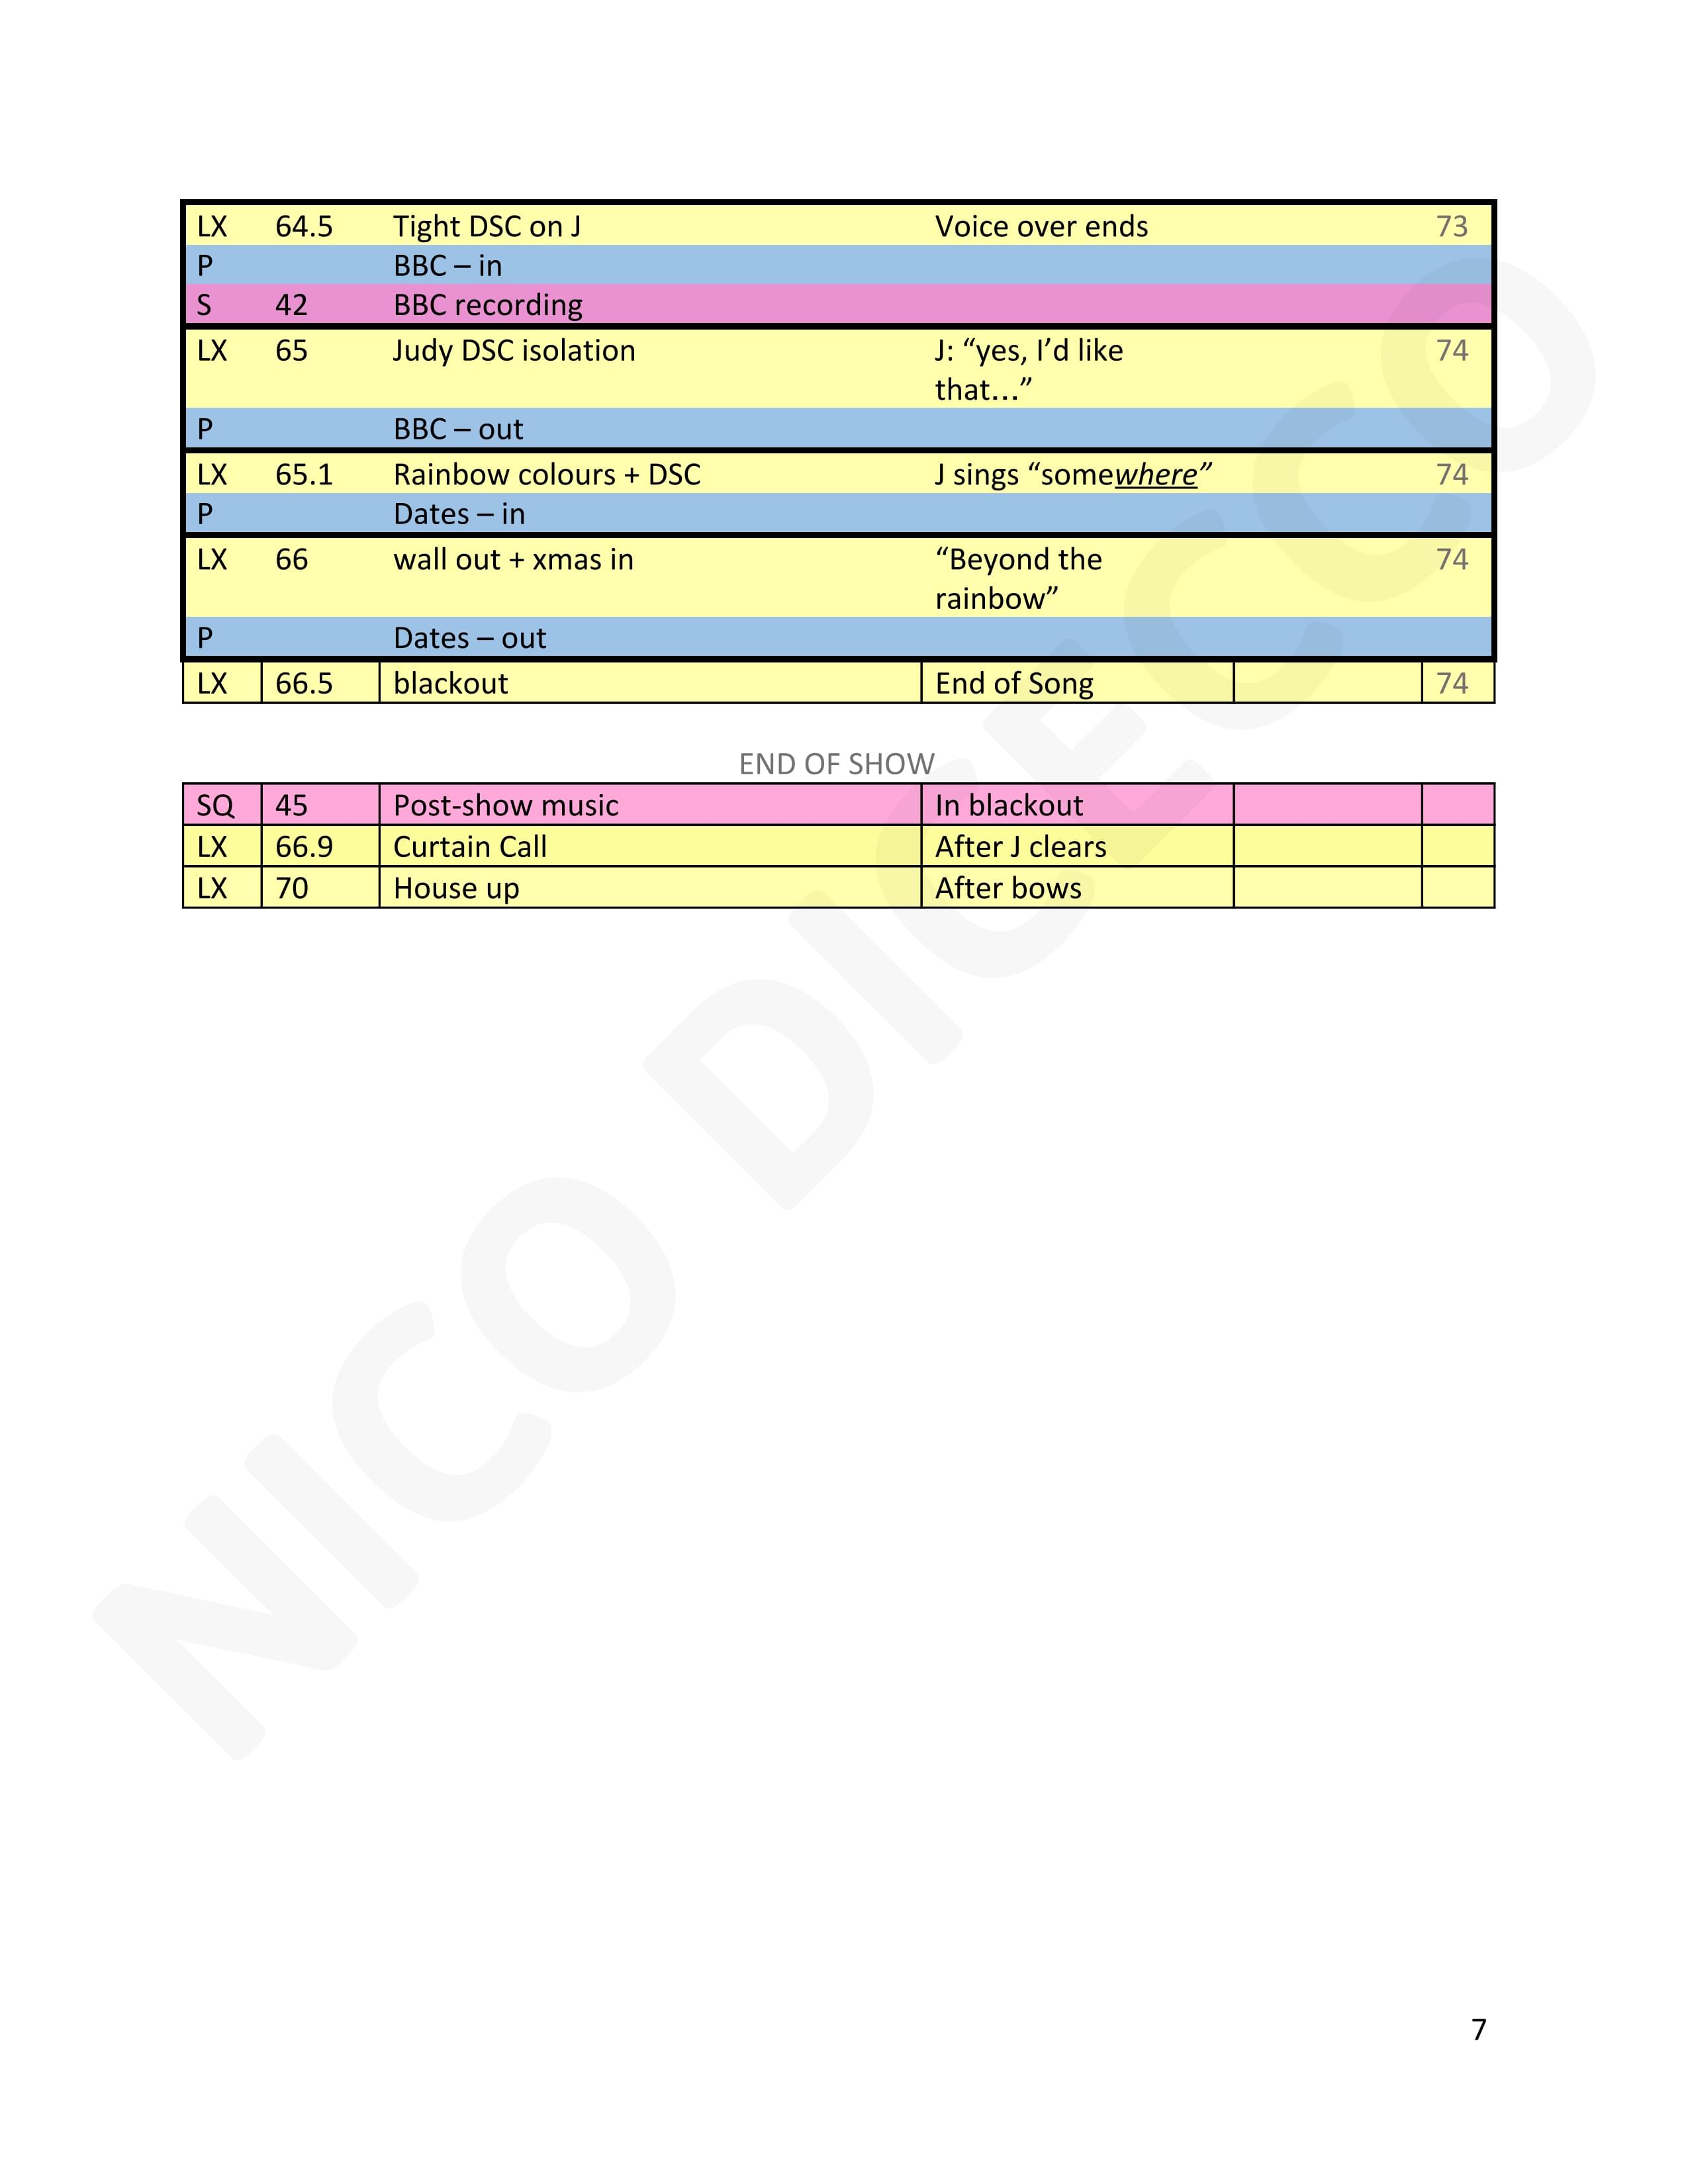 LX 64.5 Tight DSC on J Voice over ends 73
P BBC – in
S 42 BBC recording
LX 65 Judy DSC isolation J: “yes, I’d like 74
that…”
P BBC – out
LX 65.1 Rainbow colours + DSC J sings “somewhere” 74
P Dates – in
LX 66 wall out + xmas in “Beyond the 74
rainbow”
P Dates – out
LX 66.5 blackout End of Song 74
END OF SHOW
SQ 45 Post-show music In blackout
LX 66.9 Curtain Call After J clears
LX 70 House up After bows
NICO DICECCO
7